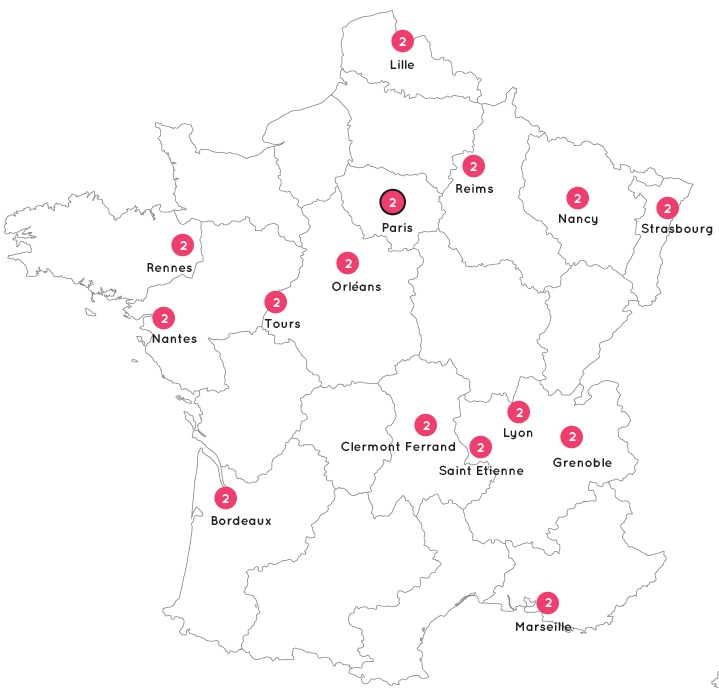 2
Lille
2
Reims
2
Nancy
2
Strasbourg
2
Paris
2
Rennes
2
Orléans
2
Tours
2
Nantes
2
Lyon
2
Clermont Ferrand
2
Grenoble
2
Saint Etienne
2
Bordeaux
2
Marseille